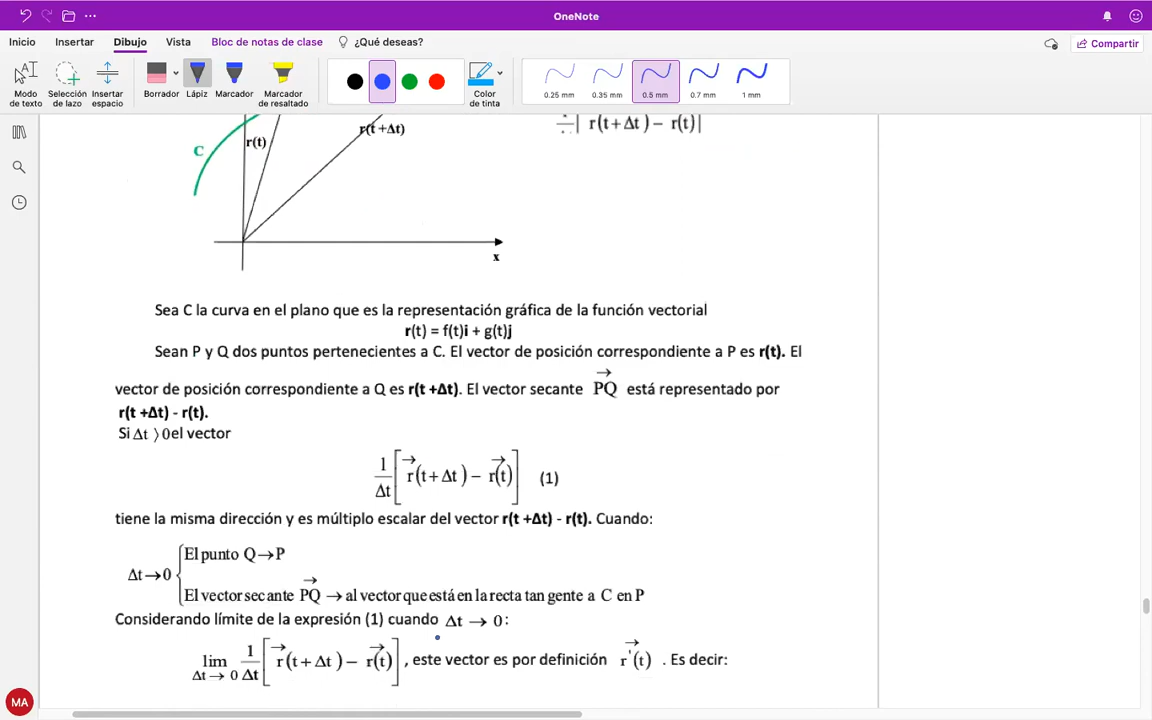 OneNote
Inicio Insertar Dibujo Vista Bloc de notas de clase ¿Qué deseas? Compartir
Modo de texto Selección de lazo Insertar espacio Borrador Lápiz Marcador Marcador de resaltado Color de tinta 0.25 mm 0.35 mm 0.5 mm 0.7 mm 1 mm
C r(t) r(t +Δt) | r(t+Δt) − r(t)|
x
Sea C la curva en el plano que es la representación gráfica de la función vectorial
r(t) = f(t)i + g(t)j
Sean P y Q dos puntos pertenecientes a C. El vector de posición correspondiente a P es r(t). El
vector de posición correspondiente a Q es r(t +Δt). El vector secante PQ→ está representado por
r(t +Δt) - r(t).
Si Δt 〉0 el vector
1/Δt [r→(t+Δt) − r→(t)] (1)
tiene la misma dirección y es múltiplo escalar del vector r(t +Δt) - r(t). Cuando:
El punto Q→P
Δt→0
El vector secante PQ→ → al vector que está en la recta tan gente a C en P
Considerando límite de la expresión (1) cuando Δt → 0:
lim Δt→0 1/Δt [r→(t+Δt) − r→(t)] , este vector es por definición r→'(t) . Es decir:
MA